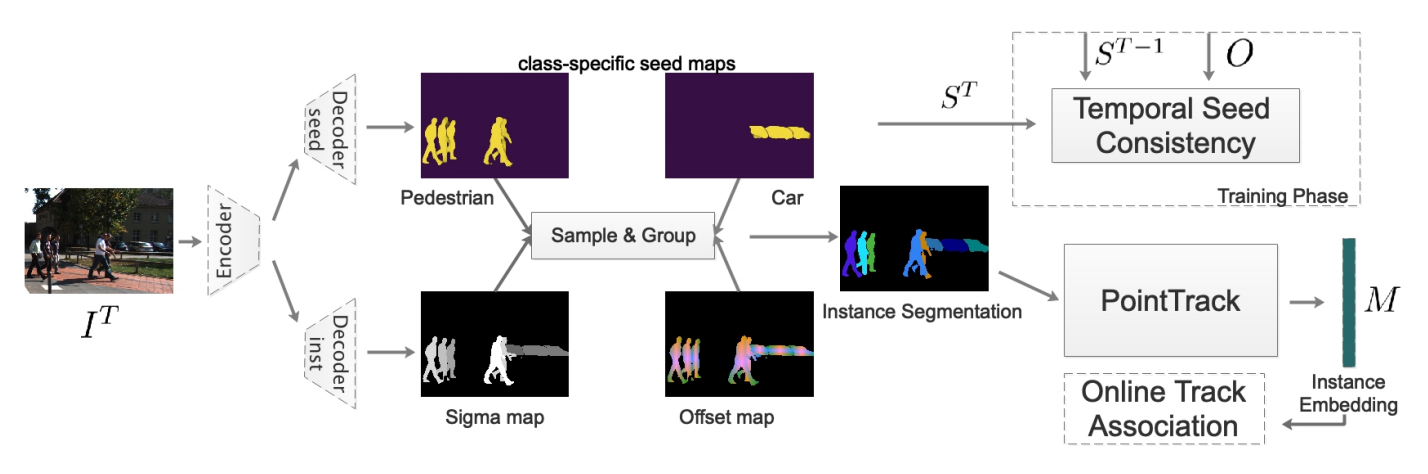 class-specific seed maps
S^{T-1}
O
Decoder
seed
S^T
Temporal Seed
Consistency
Pedestrian
Car
Training Phase
Encoder
Sample & Group
I^T
Instance Segmentation
PointTrack
M
Decoder
inst
Sigma map
Offset map
Instance
Embedding
Online Track
Association